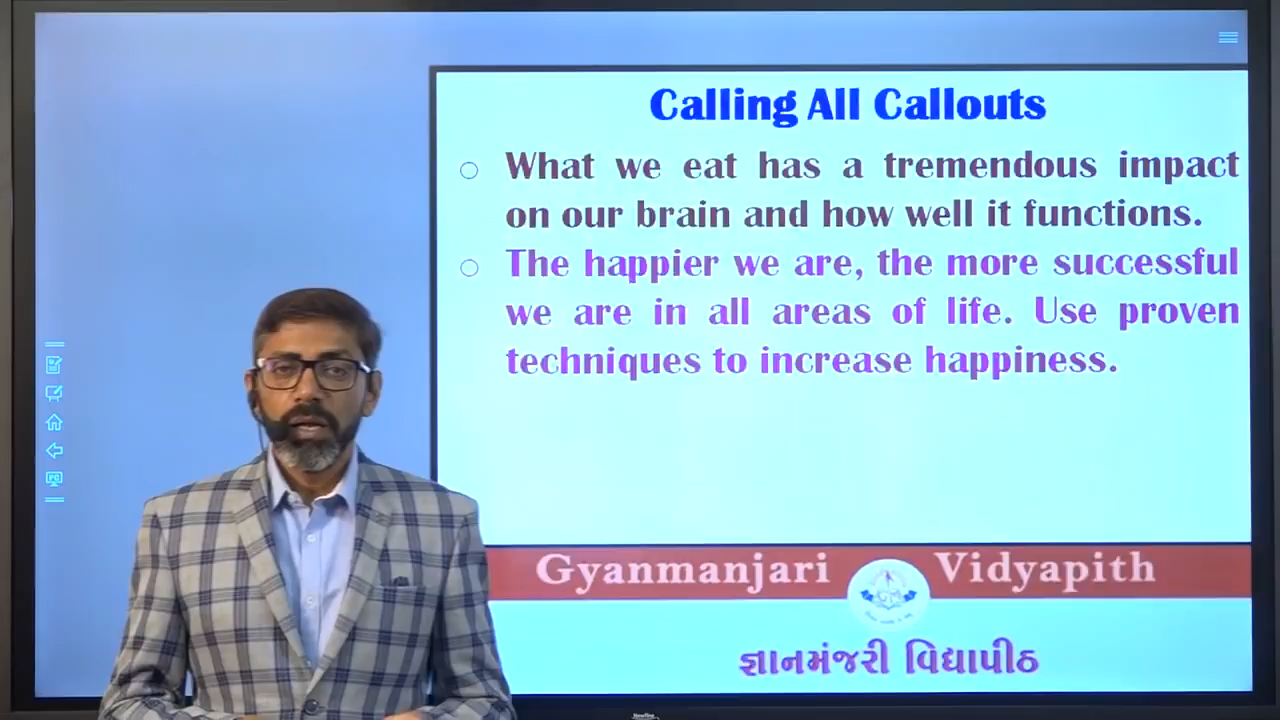 Calling All Callouts
What we eat has a tremendous impact
on our brain and how well it functions.
The happier we are, the more successful
we are in all areas of life. Use proven
techniques to increase happiness.
Gyanmanjari Vidyapith
GM
જ્ઞાનમંજરી વિદ્યાપીઠ
Newline